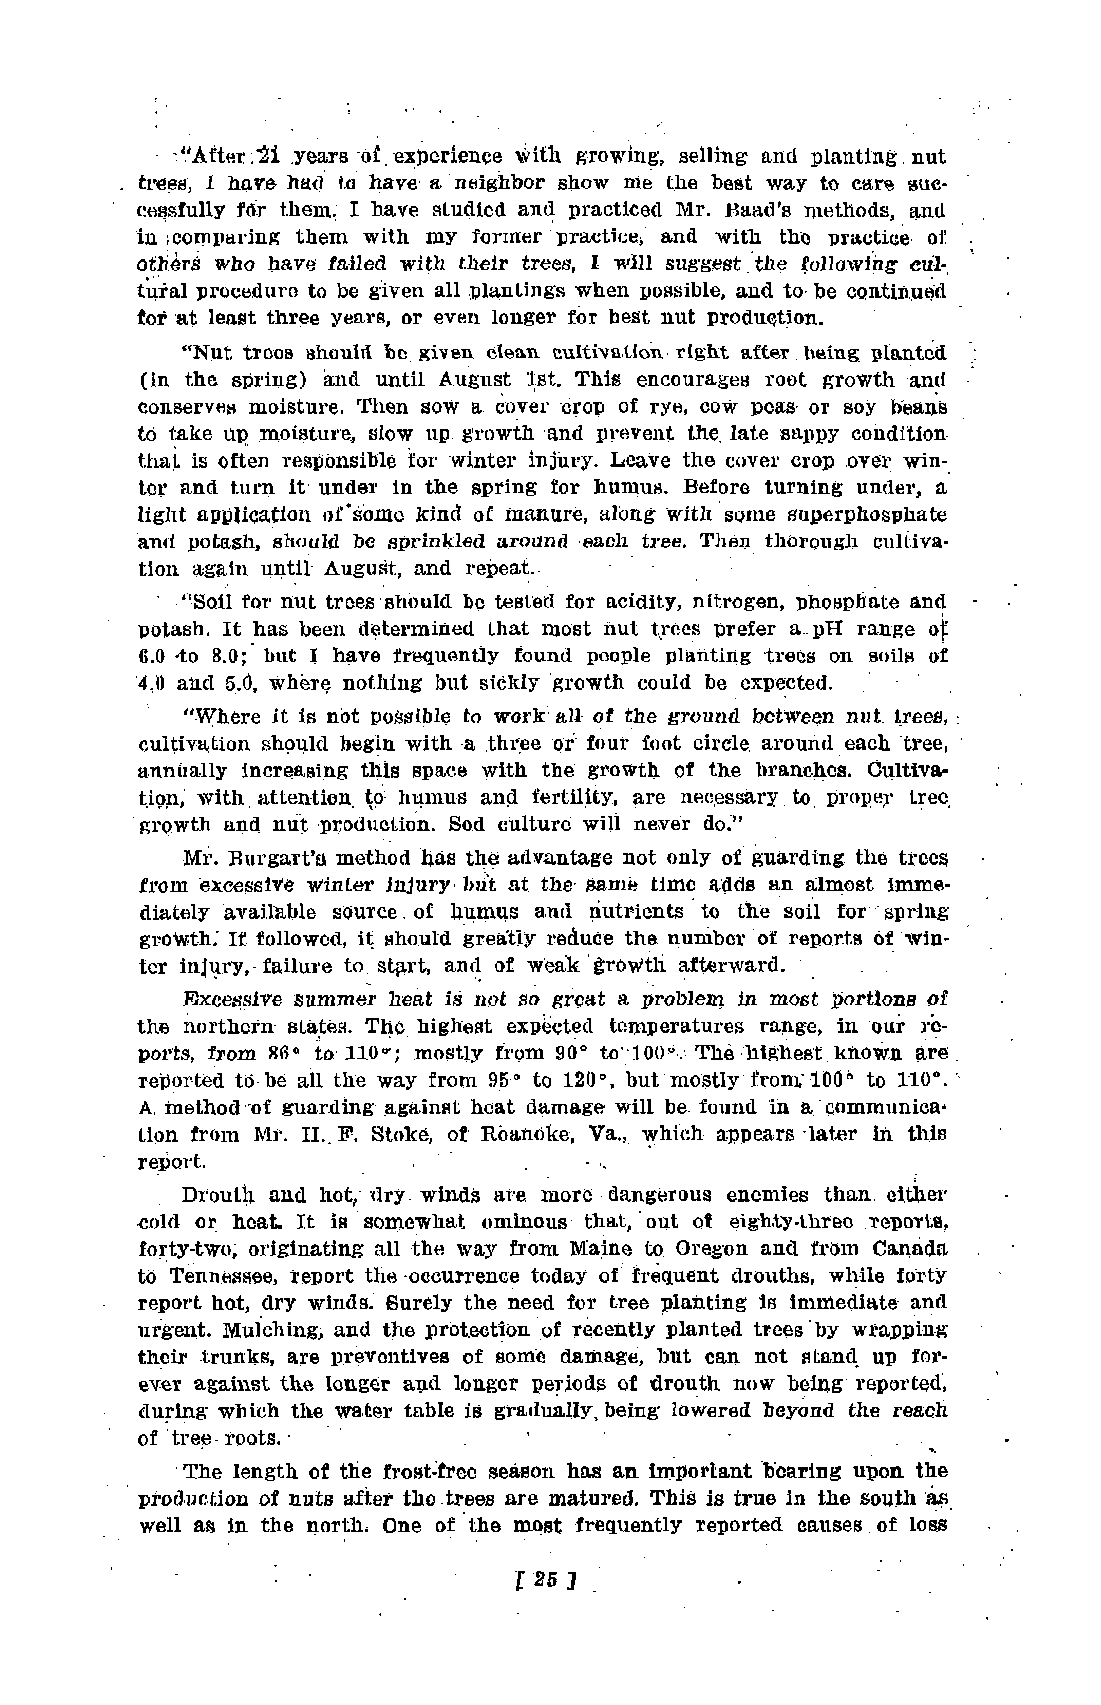 "After 21 years of experience with growing, selling and planting nut
trees, I have had to have a neighbor show me the best way to care suc-
cessfully for them. I have studied and practiced Mr. Baad's methods, and
in comparing them with my former practice, and with the practice of
others who have failed with their trees, I will suggest the following cul-
tural procedure to be given all plantings when possible, and to be continued
for at least three years, or even longer for best nut production.
"Nut trees should be given clean cultivation right after being planted
(in the spring) and until August 1st. This encourages root growth and
conserves moisture. Then sow a cover crop of rye, cow peas or soy beans
to take up moisture, slow up growth and prevent the late sappy condition
that is often responsible for winter injury. Leave the cover crop over win-
ter and turn it under in the spring for humus. Before turning under, a
light application of some kind of manure, along with some superphosphate
and potash, should be sprinkled around each tree. Then thorough cultiva-
tion again until August, and repeat.
"Soil for nut trees should be tested for acidity, nitrogen, phosphate and
potash. It has been determined that most nut trees prefer a pH range of
6.0 to 8.0; but I have frequently found people planting trees on soils of
4.0 and 5.0, where nothing but sickly growth could be expected.
"Where it is not possible to work all of the ground between nut trees,
cultivation should begin with a three or four foot circle around each tree,
annually increasing this space with the growth of the branches. Cultiva-
tion, with attention to humus and fertility, are necessary to proper tree
growth and nut production. Sod culture will never do."
Mr. Burgart's method has the advantage not only of guarding the trees
from excessive winter injury but at the same time adds an almost imme-
diately available source of humus and nutrients to the soil for spring
growth. If followed, it should greatly reduce the number of reports of win-
ter injury, failure to start, and of weak growth afterward.
Excessive summer heat is not so great a problem in most portions of
the northern states. The highest expected temperatures range, in our re-
ports, from 86° to 110°; mostly from 90° to 100°. The highest known are
reported to be all the way from 95° to 120°, but mostly from 100° to 110°.
A method of guarding against heat damage will be found in a communica-
tion from Mr. H. F. Stoke, of Roanoke, Va., which appears later in this
report.
Drouth and hot, dry winds are more dangerous enemies than either
cold or heat. It is somewhat ominous that, out of eighty-three reports,
forty-two, originating all the way from Maine to Oregon and from Canada
to Tennessee, report the occurrence today of frequent drouths, while forty
report hot, dry winds. Surely the need for tree planting is immediate and
urgent. Mulching, and the protection of recently planted trees by wrapping
their trunks, are preventives of some damage, but can not stand up for-
ever against the longer and longer periods of drouth now being reported,
during which the water table is gradually being lowered beyond the reach
of tree roots.
The length of the frost-free season has an important bearing upon the
production of nuts after the trees are matured. This is true in the south as
well as in the north. One of the most frequently reported causes of loss
[ 25 ]